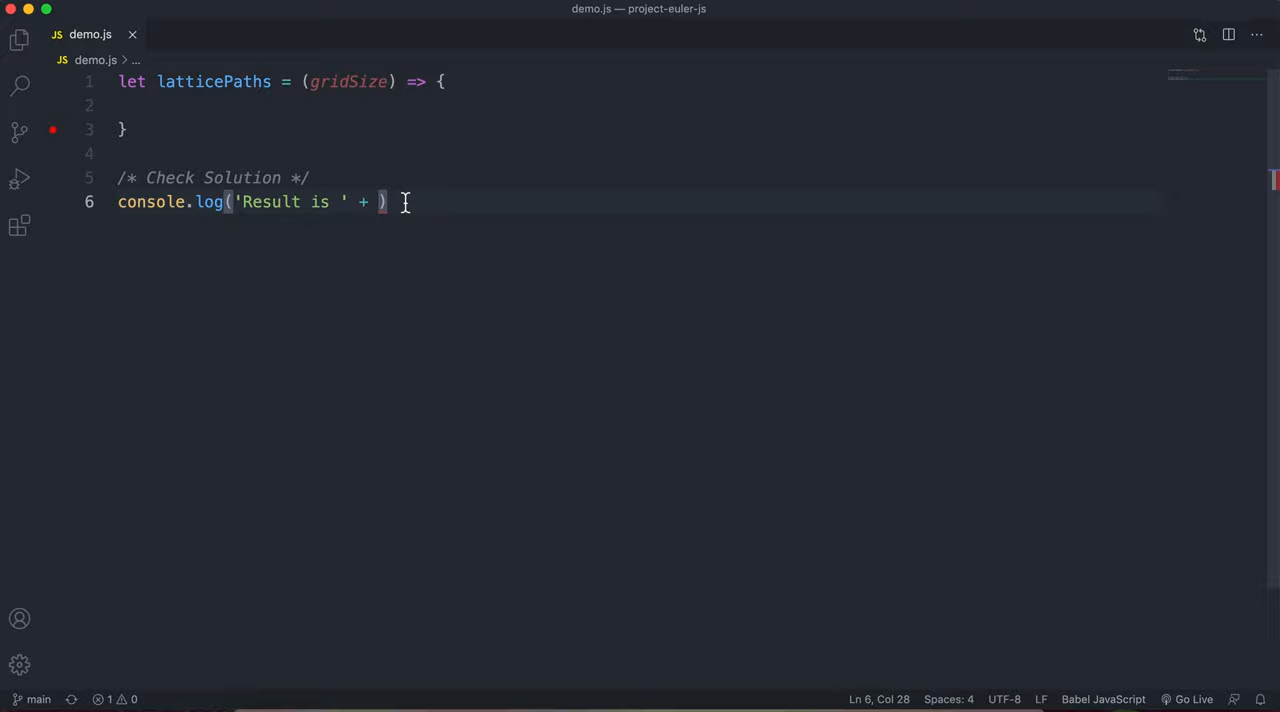 demo.js — project-euler-js
JS demo.js
JS demo.js > ...
1 let latticePaths = (gridSize) => {
2
3 }
4
5 /* Check Solution */
6 console.log('Result is ' + )
main 1 0 Ln 6, Col 28 Spaces: 4 UTF-8 LF Babel JavaScript Go Live